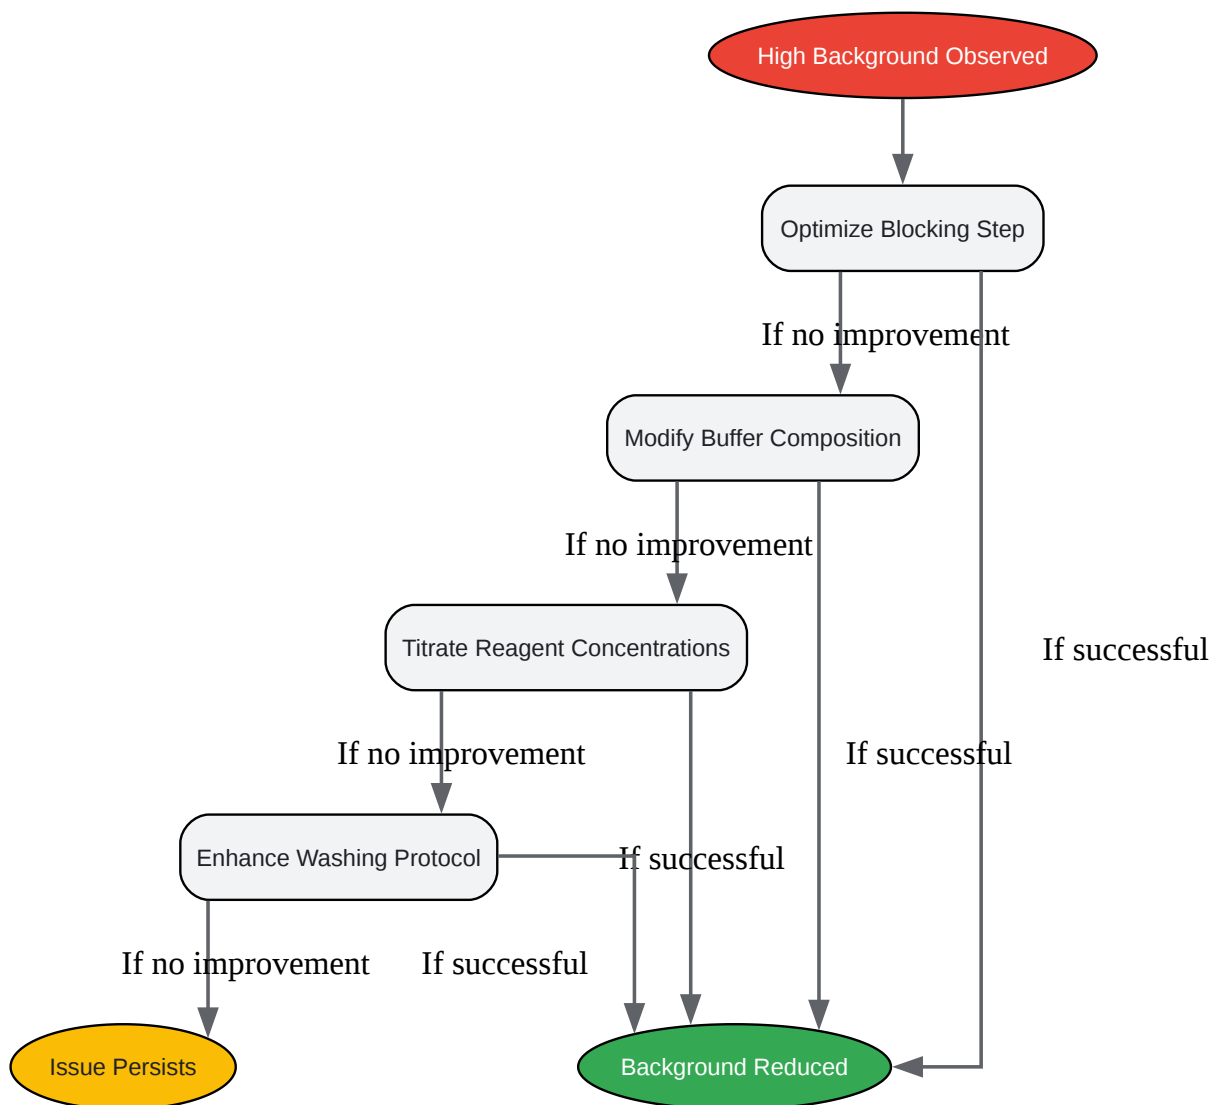 High Background Observed
Optimize Blocking Step
If no improvement
Modify Buffer Composition
If no improvement
Titrate Reagent Concentrations
If successful
If no improvement
If successful
Enhance Washing Protocol
If successful
If no improvement
If successful
Issue Persists
Background Reduced